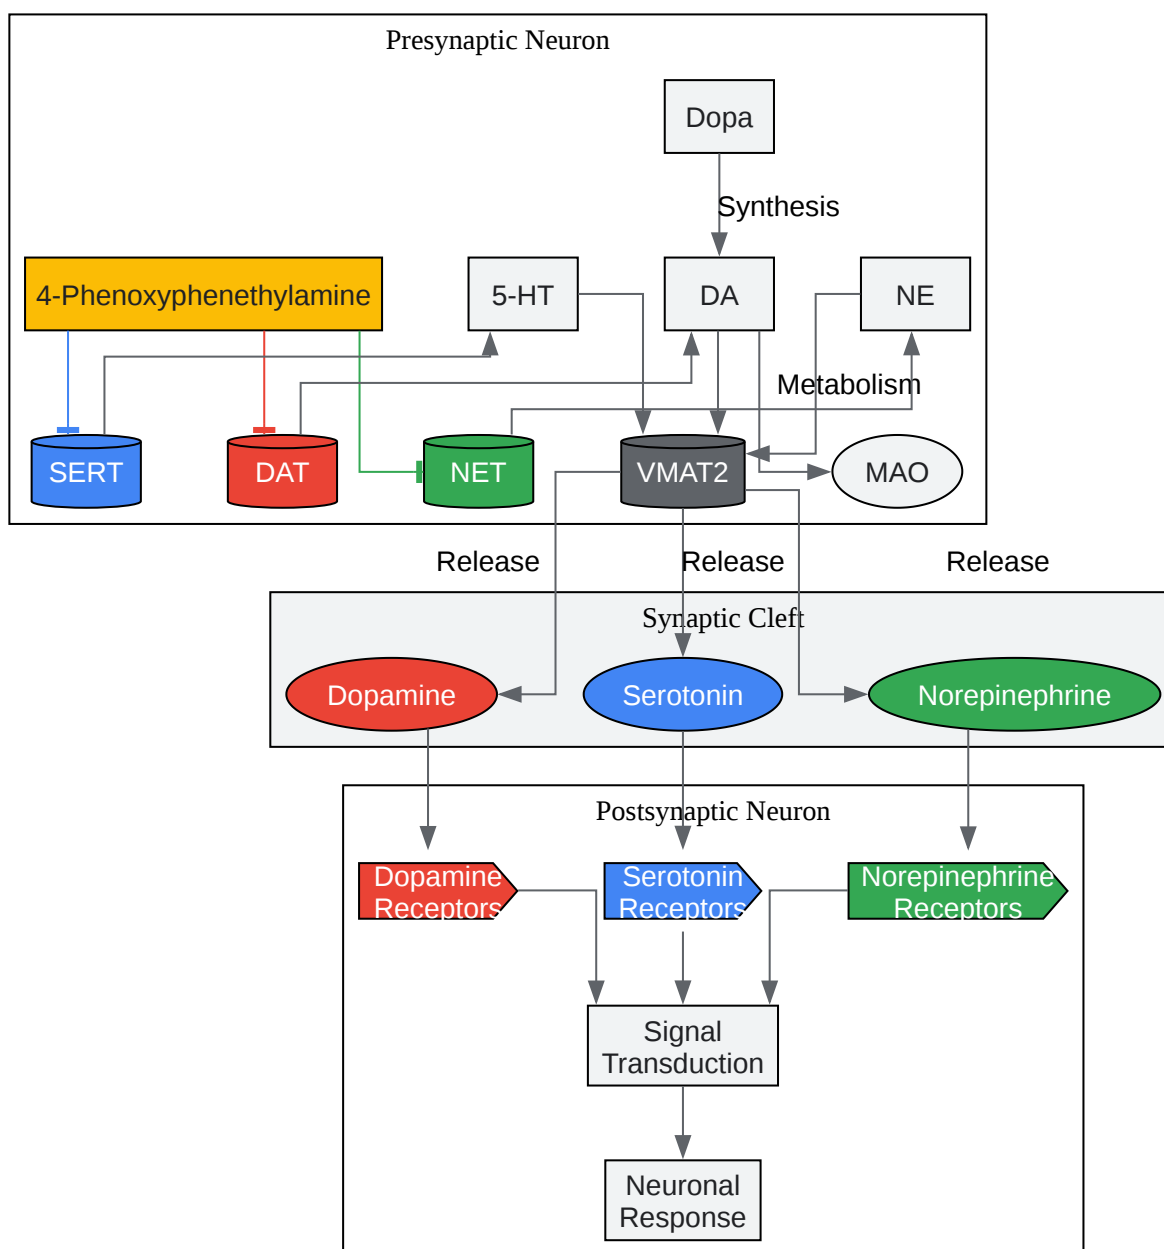 Presynaptic Neuron
Dopa
Synthesis
4-Phenoxyphenethylamine
5-HT
DA
NE
Metabolism
SERT
DAT
NET
VMAT2
MAO
Release
Release
Release
Synaptic Cleft
Dopamine
Serotonin
Norepinephrine
Postsynaptic Neuron
Dopamine
Receptors
Serotonin
Receptors
Norepinephrine
Receptors
Signal
Transduction
Neuronal
Response